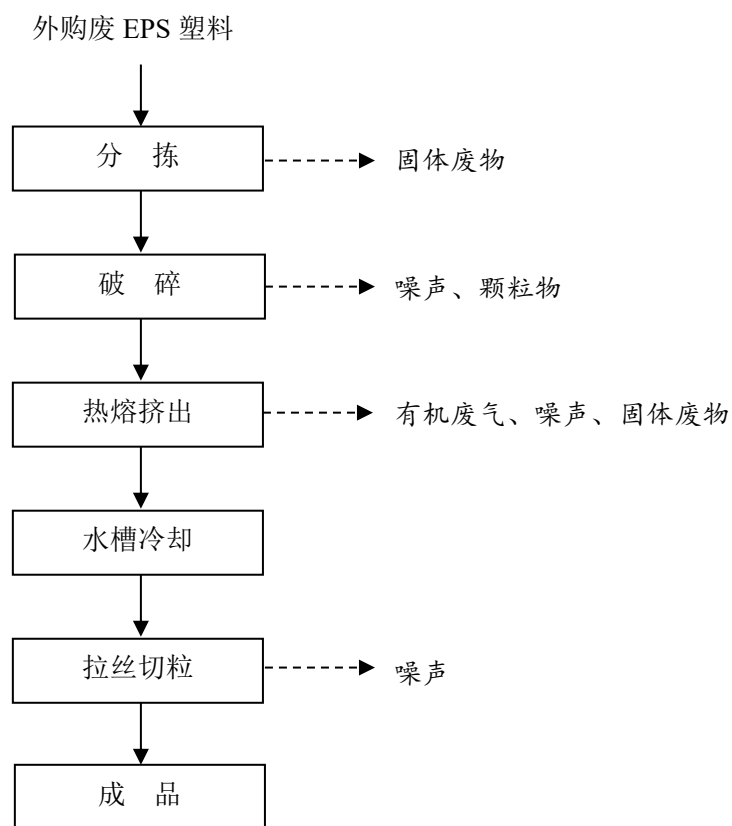 外购废 EPS 塑料
分 拣
固体废物
破 碎
噪声、颗粒物
热熔挤出
有机废气、噪声、固体废物
水槽冷却
拉丝切粒
噪声
成 品